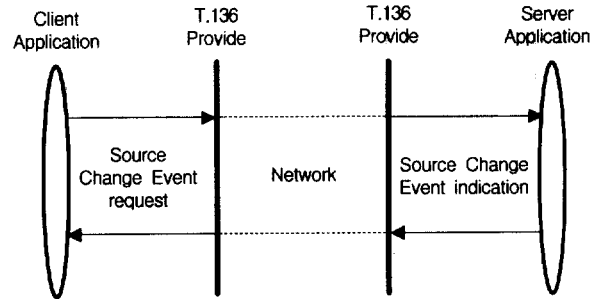 Client
Application
T.136
Provide
T.136
Provide
Server
Application
Source
Change Event
request
Network
Source Change
Event indication